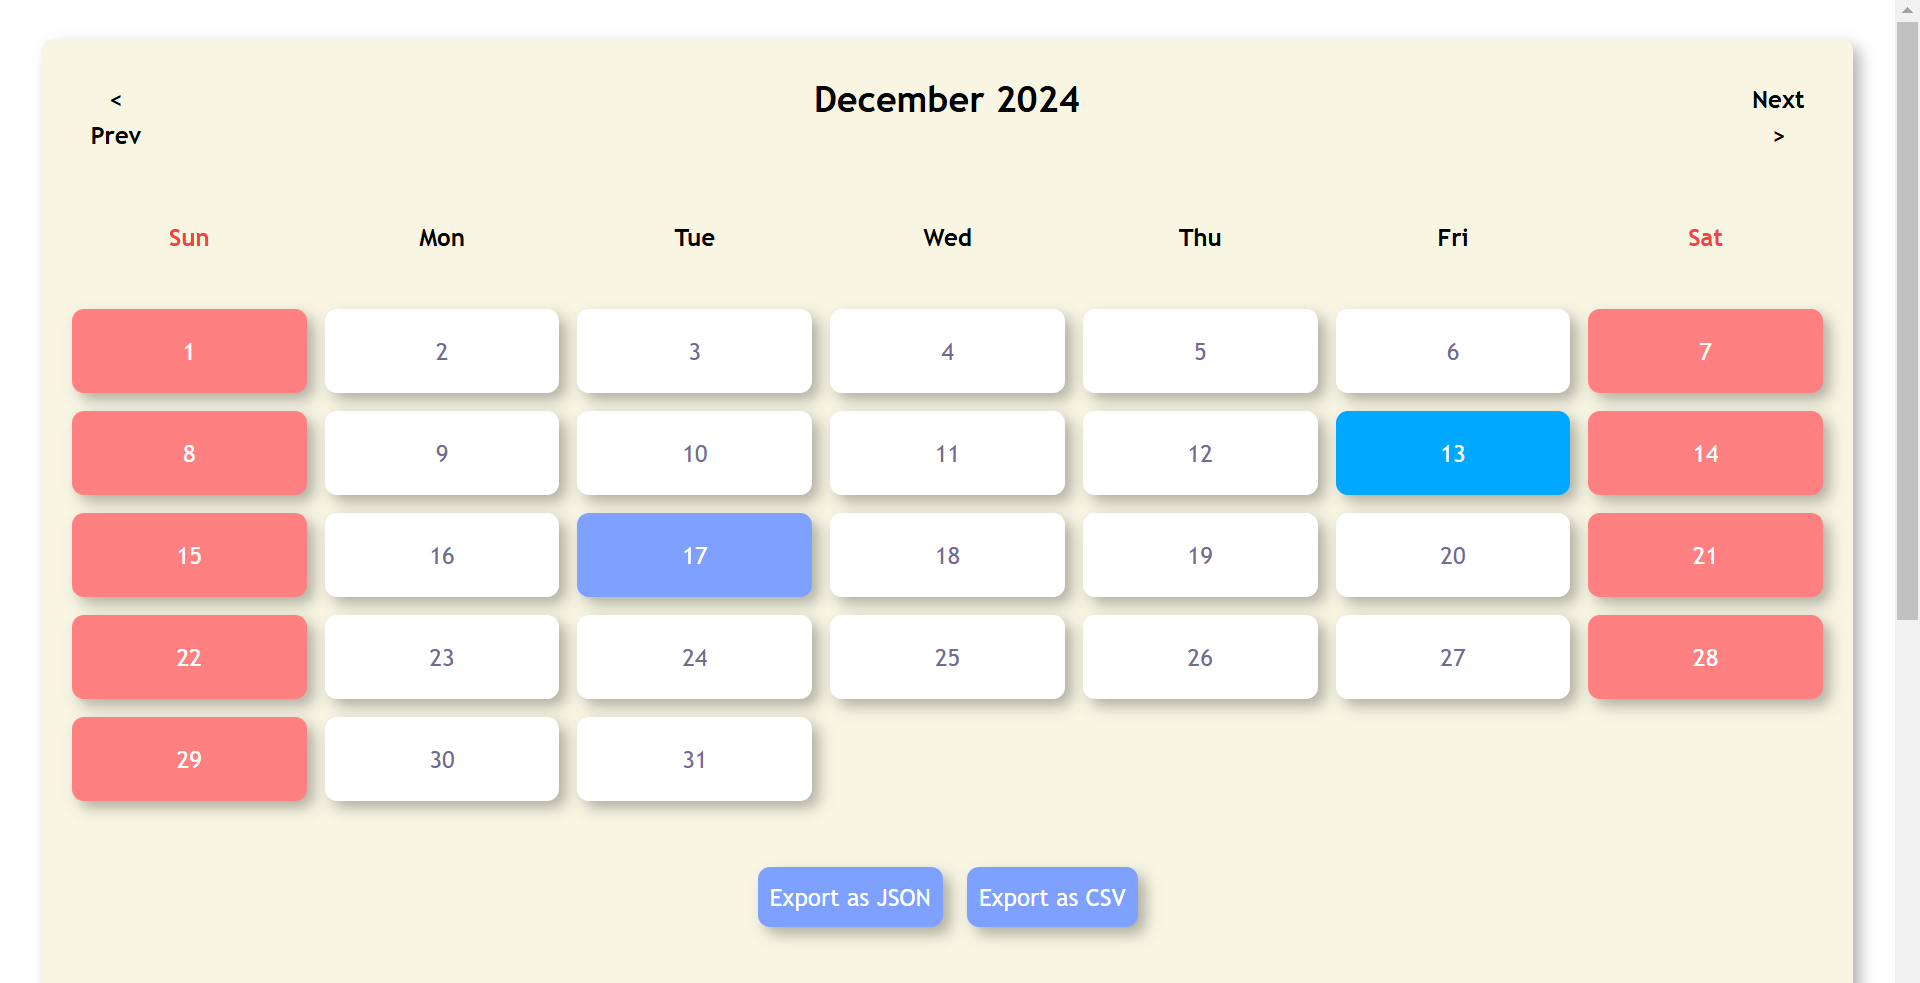 <
Prev
December 2024
Next
>
Sun Mon Tue Wed Thu Fri Sat
1 2 3 4 5 6 7
8 9 10 11 12 13 14
15 16 17 18 19 20 21
22 23 24 25 26 27 28
29 30 31
Export as JSON Export as CSV